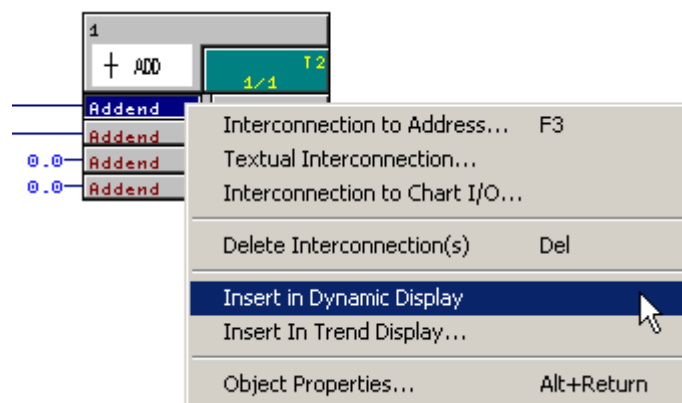 1
+ ADD
T2
1/1
Addend
Addend
0.0 Addend
0.0 Addend
Interconnection to Address... F3
Textual Interconnection...
Interconnection to Chart I/O...
Delete Interconnection(s) Del
Insert in Dynamic Display
Insert In Trend Display...
Object Properties... Alt+Return